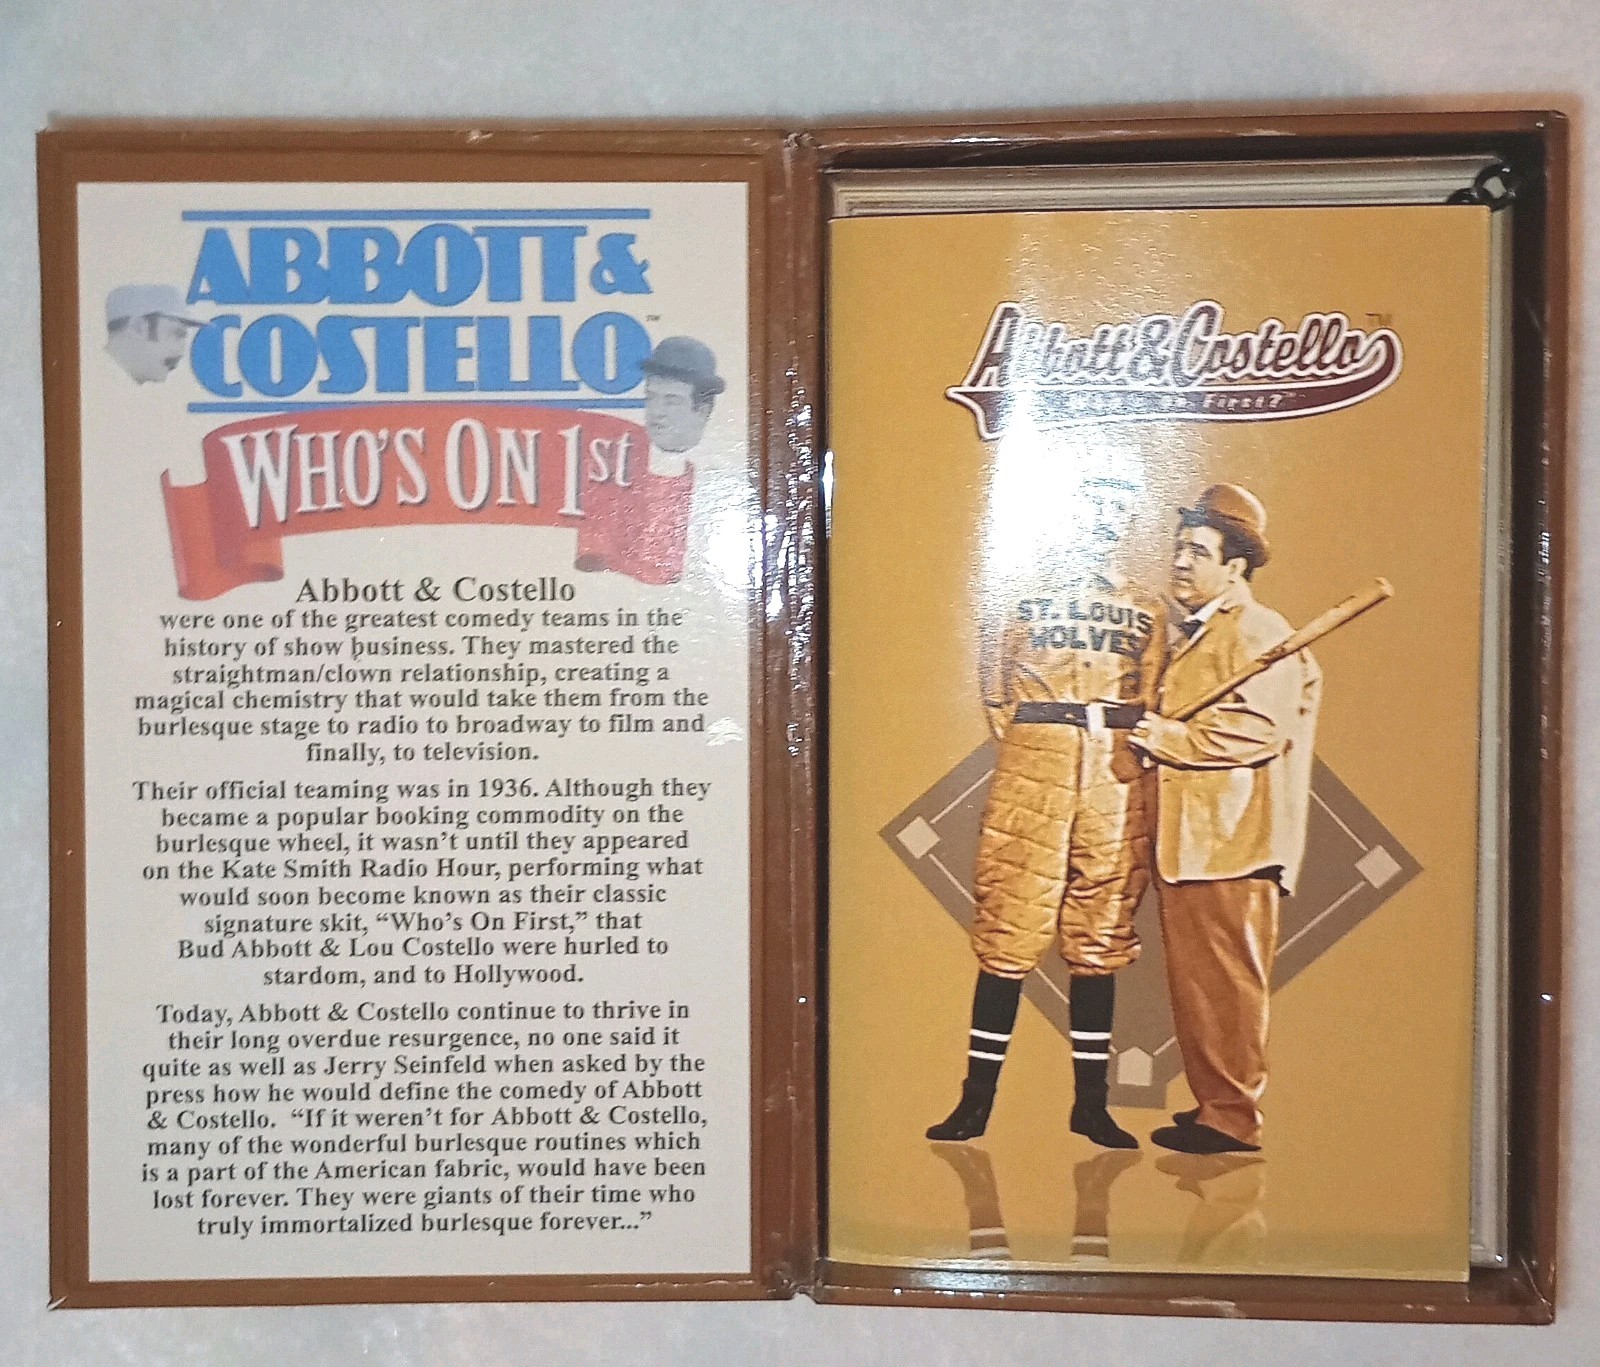 ABBOTT &
COSTELLO™
WHO'S ON 1st
Abbott & Costello
were one of the greatest comedy teams in the
history of show business. They mastered the
straightman/clown relationship, creating a
magical chemistry that would take them from the
burlesque stage to radio to broadway to film and
finally, to television.
Their official teaming was in 1936. Although they
became a popular booking commodity on the
burlesque wheel, it wasn't until they appeared
on the Kate Smith Radio Hour, performing what
would soon become known as their classic
signature skit, “Who's On First,” that
Bud Abbott & Lou Costello were hurled to
stardom, and to Hollywood.
Today, Abbott & Costello continue to thrive in
their long overdue resurgence, no one said it
quite as well as Jerry Seinfeld when asked by the
press how he would define the comedy of Abbott
& Costello. “If it weren't for Abbott & Costello,
many of the wonderful burlesque routines which
is a part of the American fabric, would have been
lost forever. They were giants of their time who
truly immortalized burlesque forever...”
Abbott & Costello™
First?™
ST. LOUIS
WOLVES